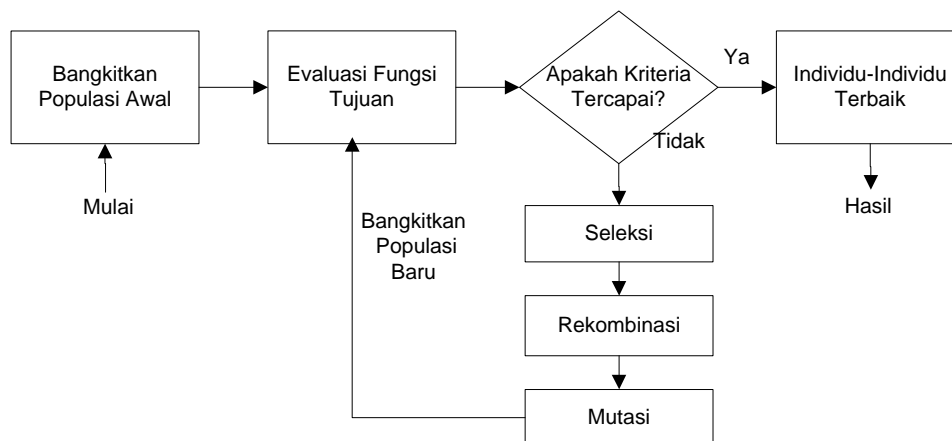 Bangkitkan
Populasi Awal
Evaluasi Fungsi
Tujuan
Apakah Kriteria
Tercapai?
Ya
Individu-Individu
Terbaik
Tidak
Mulai
Hasil
Bangkitkan
Populasi
Baru
Seleksi
Rekombinasi
Mutasi